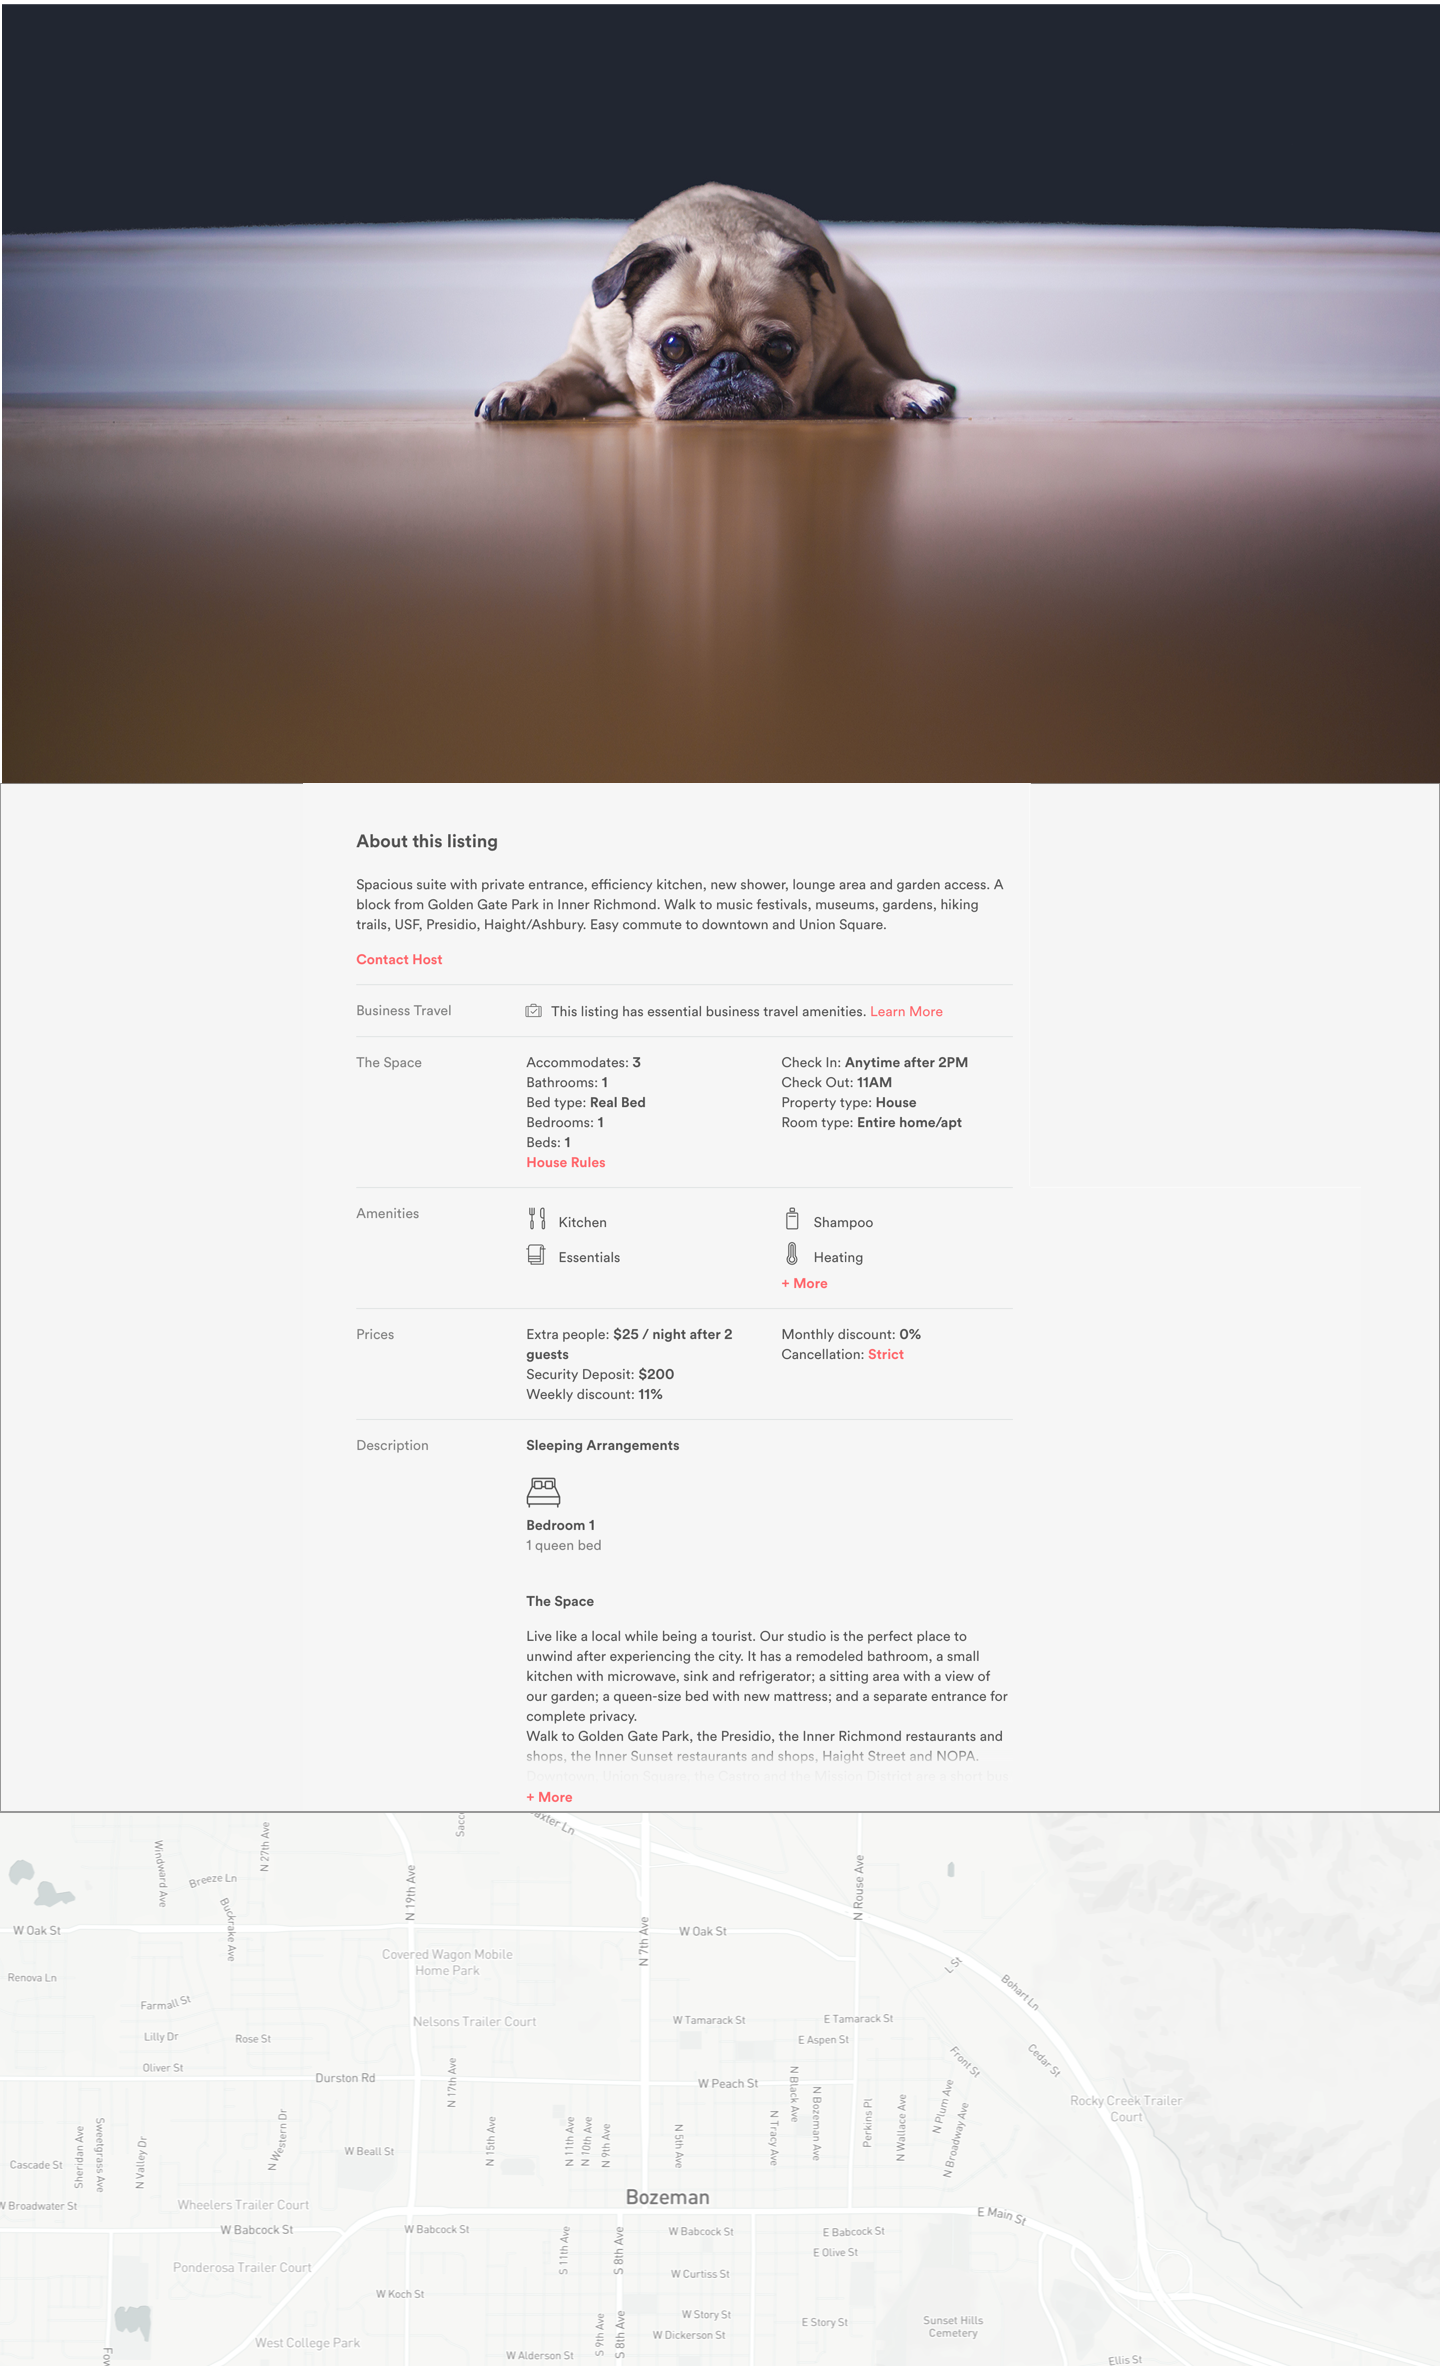 About this listing
Spacious suite with private entrance, efficiency kitchen, new shower, lounge area and garden access. A
block from Golden Gate Park in Inner Richmond. Walk to music festivals, museums, gardens, hiking
trails, USF, Presidio, Haight/Ashbury. Easy commute to downtown and Union Square.
Contact Host
Business Travel
This listing has essential business travel amenities. Learn More
The Space
Accommodates: 3
Bathrooms: 1
Bed type: Real Bed
Bedrooms: 1
Beds: 1
House Rules
Check In: Anytime after 2PM
Check Out: 11AM
Property type: House
Room type: Entire home/apt
Amenities
Kitchen
Essentials
Shampoo
Heating
+ More
Prices
Extra people: $25 / night after 2
guests
Security Deposit: $200
Weekly discount: 11%
Monthly discount: 0%
Cancellation: Strict
Description
Sleeping Arrangements
Bedroom 1
1 queen bed
The Space
Live like a local while being a tourist. Our studio is the perfect place to
unwind after experiencing the city. It has a remodeled bathroom, a small
kitchen with microwave, sink and refrigerator; a sitting area with a view of
our garden; a queen-size bed with new mattress; and a separate entrance for
complete privacy.
Walk to Golden Gate Park, the Presidio, the Inner Richmond restaurants and
shops, the Inner Sunset restaurants and shops, Haight Street and NOPA.
Downtown, Union Square, the Castro and the Mission District are a short bus
+ More
axter Ln
Sacc
N 27th Ave
Windward Ave
Breeze Ln
Buckrake Ave
N 19th Ave
N Rouse Ave
N 7th Ave
W Oak St
W Oak St
Covered Wagon Mobile
Home Park
L St
Bohart Ln
Renova Ln
Farmall St
Nelsons Trailer Court
W Tamarack St
E Tamarack St
Lilly Dr
Rose St
E Aspen St
Front St
Cedar St
Oliver St
Durston Rd
N 17th Ave
W Peach St
N Black Ave
N Bozeman Ave
Perkins Pl
N Wallace Ave
N Plum Ave
N Broadway Ave
Rocky Creek Trailer
Court
Sheridan Ave
Sweetgrass Ave
N Valley Dr
N Western Dr
W Beall St
N 15th Ave
N 11th Ave
N 10th Ave
N 9th Ave
N 5th Ave
N Tracy Ave
Cascade St
Bozeman
W Broadwater St
Wheelers Trailer Court
E Main St
W Babcock St
W Babcock St
W Babcock St
E Babcock St
S 11th Ave
S 8th Ave
E Olive St
Ponderosa Trailer Court
W Curtiss St
W Koch St
W Story St
E Story St
Sunset Hills
Cemetery
S 9th Ave
S 8th Ave
W Dickerson St
West College Park
W Alderson St
Ellis St
Fow